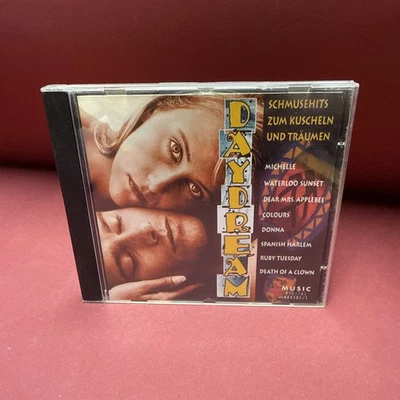 DAYDREAM
SCHMUSEHITS
ZUM KUSCHELN
UND TRÄUMEN
MICHELLE
WATERLOO SUNSET
DEAR MRS. APPLEBEE
COLOURS
DONNA
SPANISH HARLEM
RUBY TUESDAY
DEATH OF A CLOWN
MUSIC
DIGITAL